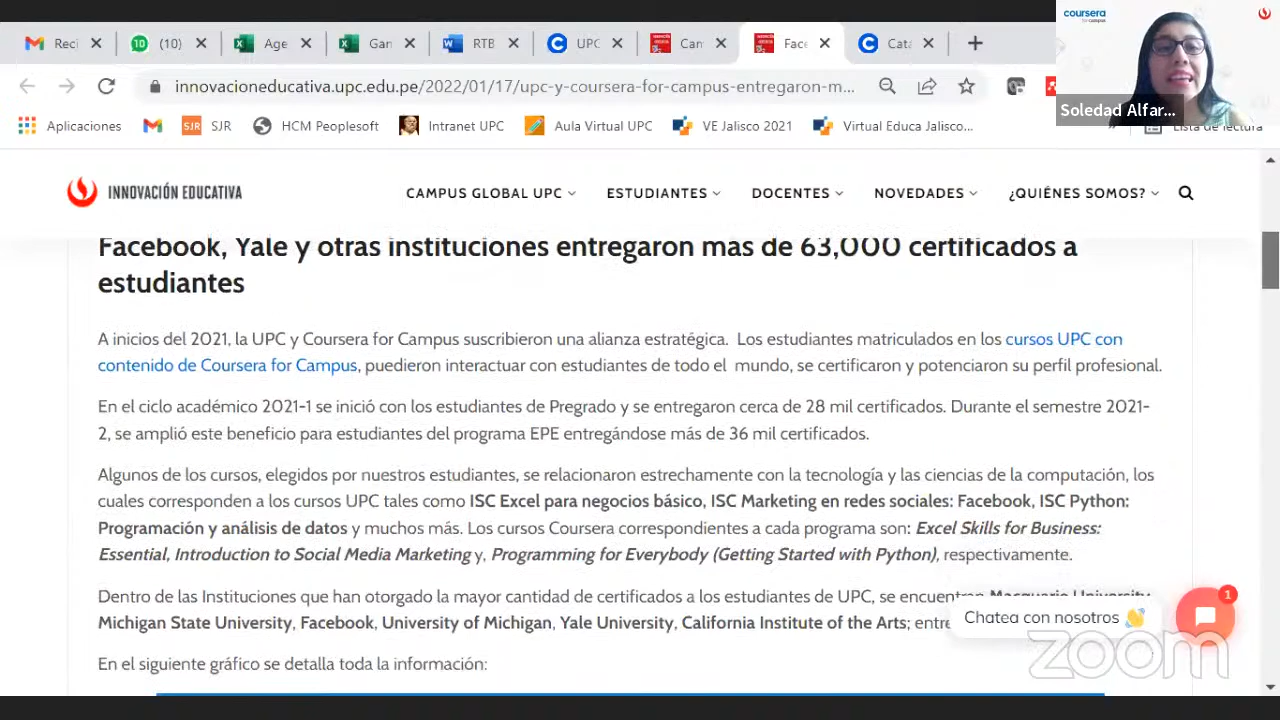 coursera
for campus
Reci
(10)
Age
Gan
RTE
UPC
Can
Face
Cata
innovacioneducativa.upc.edu.pe/2022/01/17/upc-y-coursera-for-campus-entregaron-m...
Soledad Alfar...
Aplicaciones
SJR SJR
HCM Peoplesoft
Intranet UPC
Aula Virtual UPC
VE Jalisco 2021
Virtual Educa Jalisco...
Lista de lectura
INNOVACIÓN EDUCATIVA
CAMPUS GLOBAL UPC
ESTUDIANTES
DOCENTES
NOVEDADES
¿QUIÉNES SOMOS?
Facebook, Yale y otras instituciones entregaron más de 63,000 certificados a
estudiantes
A inicios del 2021, la UPC y Coursera for Campus suscribieron una alianza estratégica. Los estudiantes matriculados en los cursos UPC con
contenido de Coursera for Campus, puedieron interactuar con estudiantes de todo el mundo, se certificaron y potenciaron su perfil profesional.
En el ciclo académico 2021-1 se inició con los estudiantes de Pregrado y se entregaron cerca de 28 mil certificados. Durante el semestre 2021-
2, se amplió este beneficio para estudiantes del programa EPE entregándose más de 36 mil certificados.
Algunos de los cursos, elegidos por nuestros estudiantes, se relacionaron estrechamente con la tecnología y las ciencias de la computación, los
cuales corresponden a los cursos UPC tales como ISC Excel para negocios básico, ISC Marketing en redes sociales: Facebook, ISC Python:
Programación y análisis de datos y muchos más. Los cursos Coursera correspondientes a cada programa son: Excel Skills for Business:
Essential, Introduction to Social Media Marketing y, Programming for Everybody (Getting Started with Python), respectivamente.
Dentro de las Instituciones que han otorgado la mayor cantidad de certificados a los estudiantes de UPC, se encuentran Macquarie University,
Michigan State University, Facebook, University of Michigan, Yale University, California Institute of the Arts; entre
Chatea con nosotros 👋
1
En el siguiente gráfico se detalla toda la información:
zoom